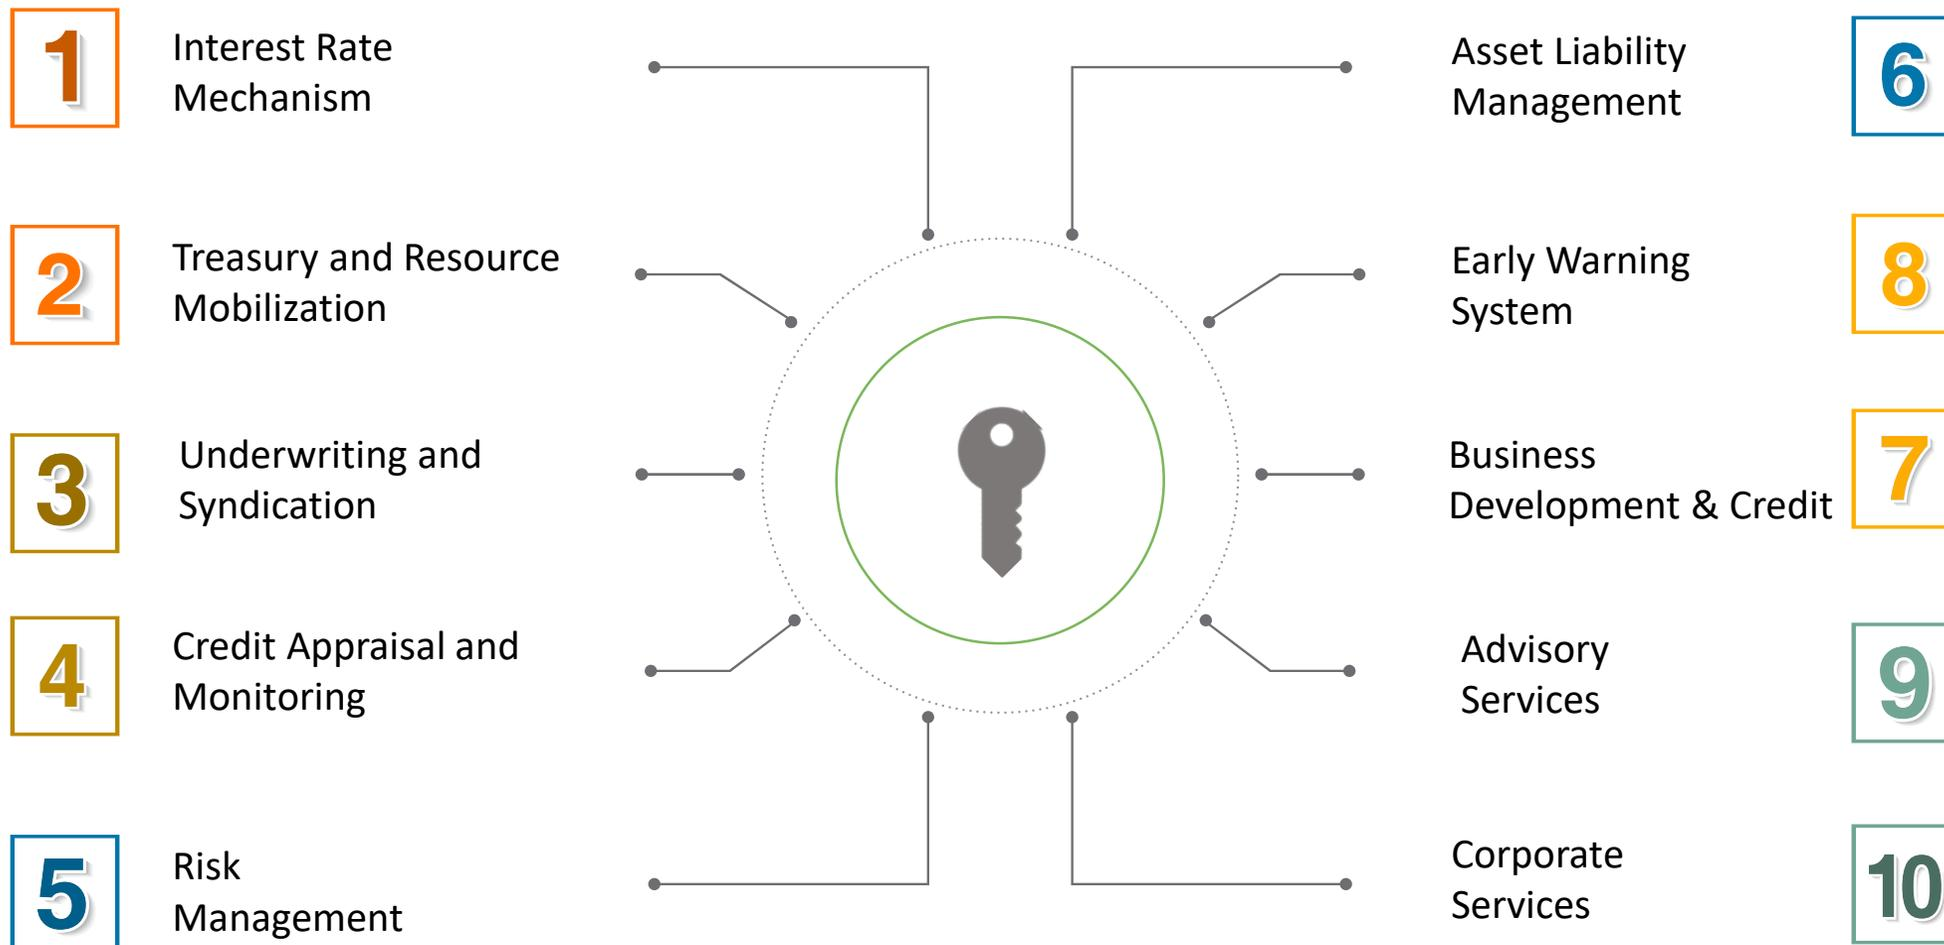 1
Interest Rate
Mechanism
2
Treasury and Resource
Mobilization
3
Underwriting and
Syndication
4
Credit Appraisal and
Monitoring
5
Risk
Management
Asset Liability
Management
6
Early Warning
System
8
Business
Development & Credit
7
Advisory
Services
9
Corporate
Services
10